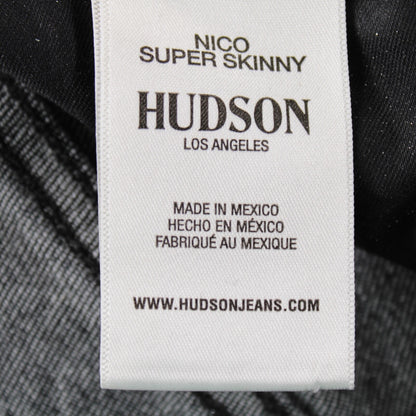 NICO
SUPER SKINNY
HUDSON
LOS ANGELES
MADE IN MEXICO
HECHO EN MÉXICO
FABRIQUÉ AU MEXIQUE
WWW.HUDSONJEANS.COM